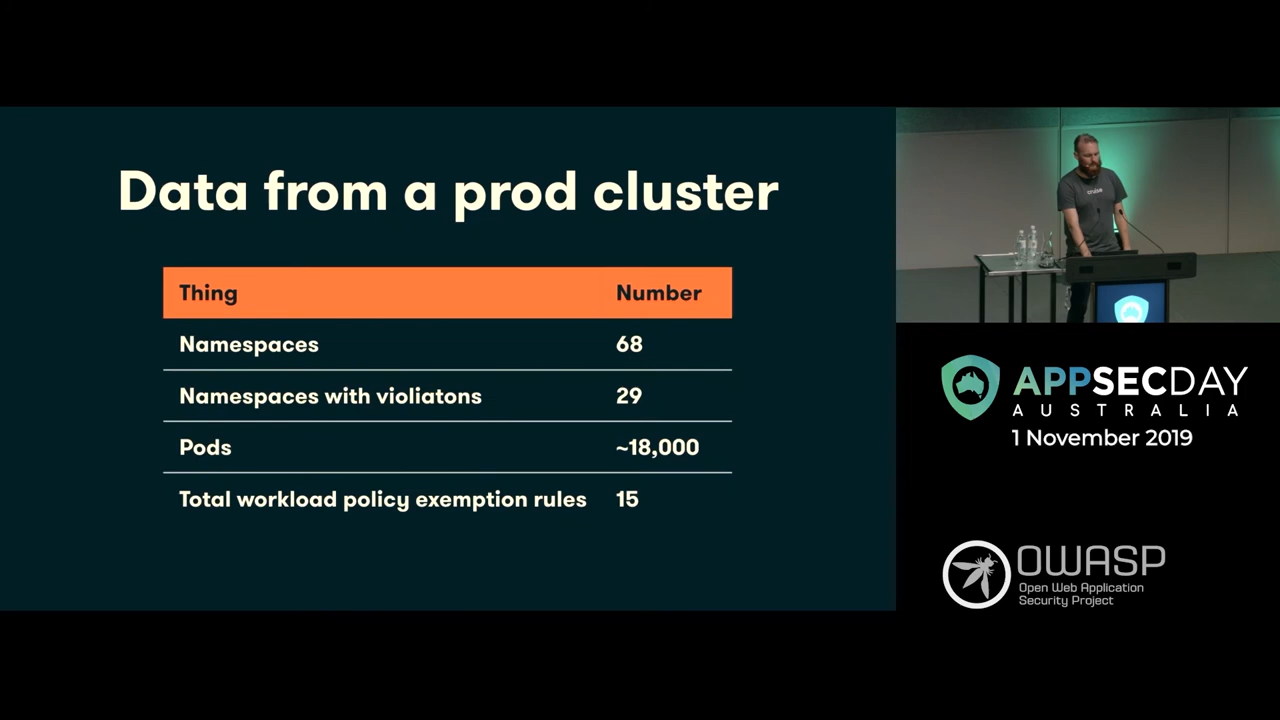 Data from a prod cluster
Thing Number
Namespaces 68
Namespaces with violiatons 29
Pods ~18,000
Total workload policy exemption rules 15
cruise
APPSECDAY
AUSTRALIA
1 November 2019
OWASP
Open Web Application
Security Project